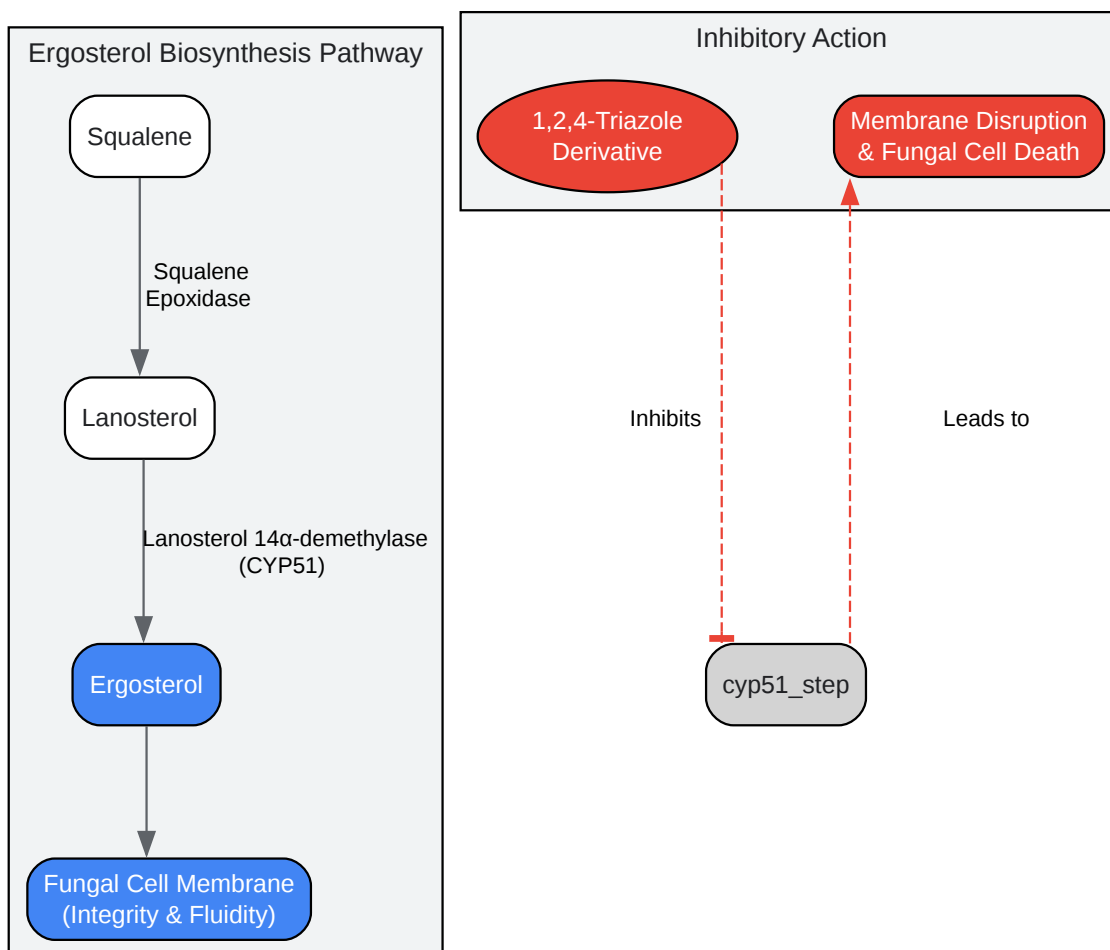 Ergosterol Biosynthesis Pathway
Squalene
Squalene
Epoxidase
Lanosterol
Lanosterol 14α-demethylase
(CYP51)
Ergosterol
Fungal Cell Membrane
(Integrity & Fluidity)
Inhibitory Action
1,2,4-Triazole
Derivative
Membrane Disruption
& Fungal Cell Death
Inhibits
Leads to
cyp51_step